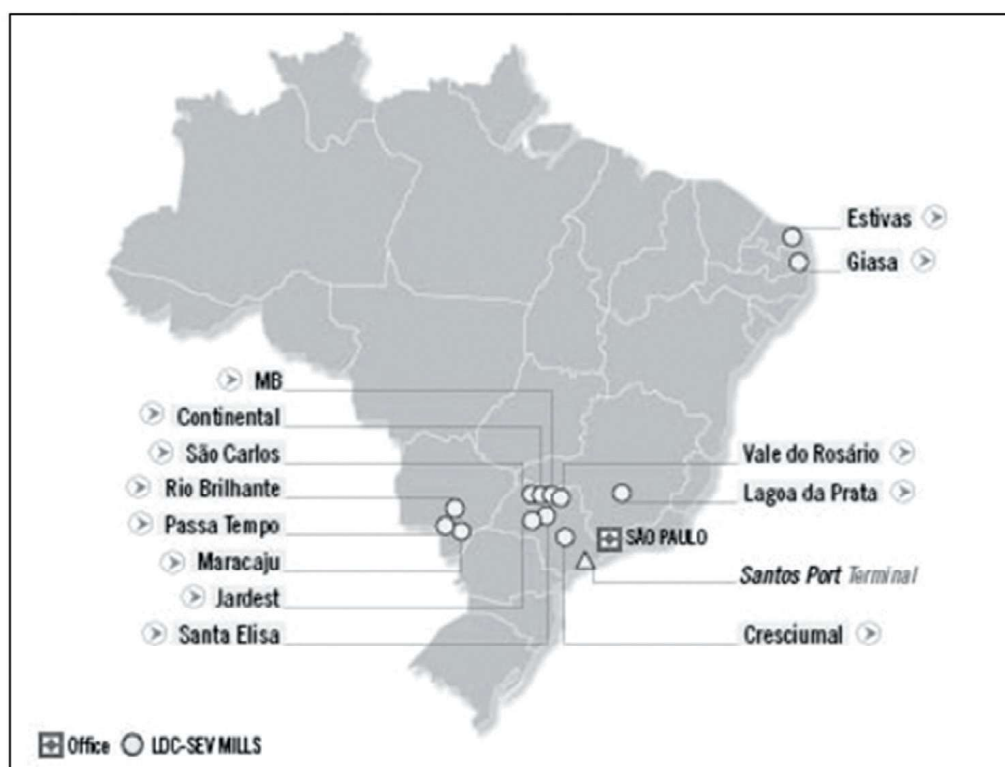 Estivas
Giasa
MB
Continental
São Carlos
Rio Brilhante
Passa Tempo
Maracaju
Jardest
Santa Elisa
Vale do Rosário
Lagoa da Prata
SÃO PAULO
Santos Port Terminal
Cresciumal
Office LDC-SEV MILLS